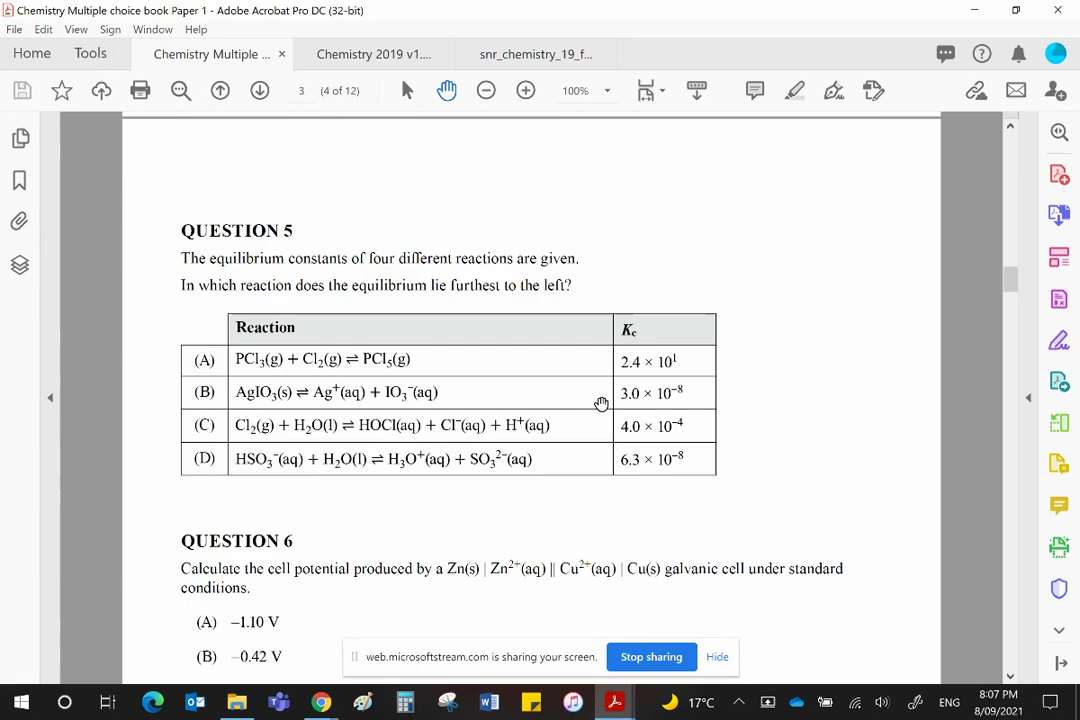 Chemistry Multiple choice book Paper 1 - Adobe Acrobat Pro DC (32-bit)
File Edit View Sign Window Help
Home Tools Chemistry Multiple ... × Chemistry 2019 v1.... snr_chemistry_19_f...
3 (4 of 12) 100%
QUESTION 5
The equilibrium constants of four different reactions are given.
In which reaction does the equilibrium lie furthest to the left?
Reaction Kc
(A) PCl₃(g) + Cl₂(g) ⇌ PCl₅(g) 2.4 × 10¹
(B) AgIO₃(s) ⇌ Ag⁺(aq) + IO₃⁻(aq) 3.0 × 10⁻⁸
(C) Cl₂(g) + H₂O(l) ⇌ HOCl(aq) + Cl⁻(aq) + H⁺(aq) 4.0 × 10⁻⁴
(D) HSO₃⁻(aq) + H₂O(l) ⇌ H₃O⁺(aq) + SO₃²⁻(aq) 6.3 × 10⁻⁸
QUESTION 6
Calculate the cell potential produced by a Zn(s) | Zn²⁺(aq) || Cu²⁺(aq) | Cu(s) galvanic cell under standard
conditions.
(A) –1.10 V
(B) –0.42 V
web.microsoftstream.com is sharing your screen. Stop sharing Hide
17°C ENG 8:07 PM
8/09/2021